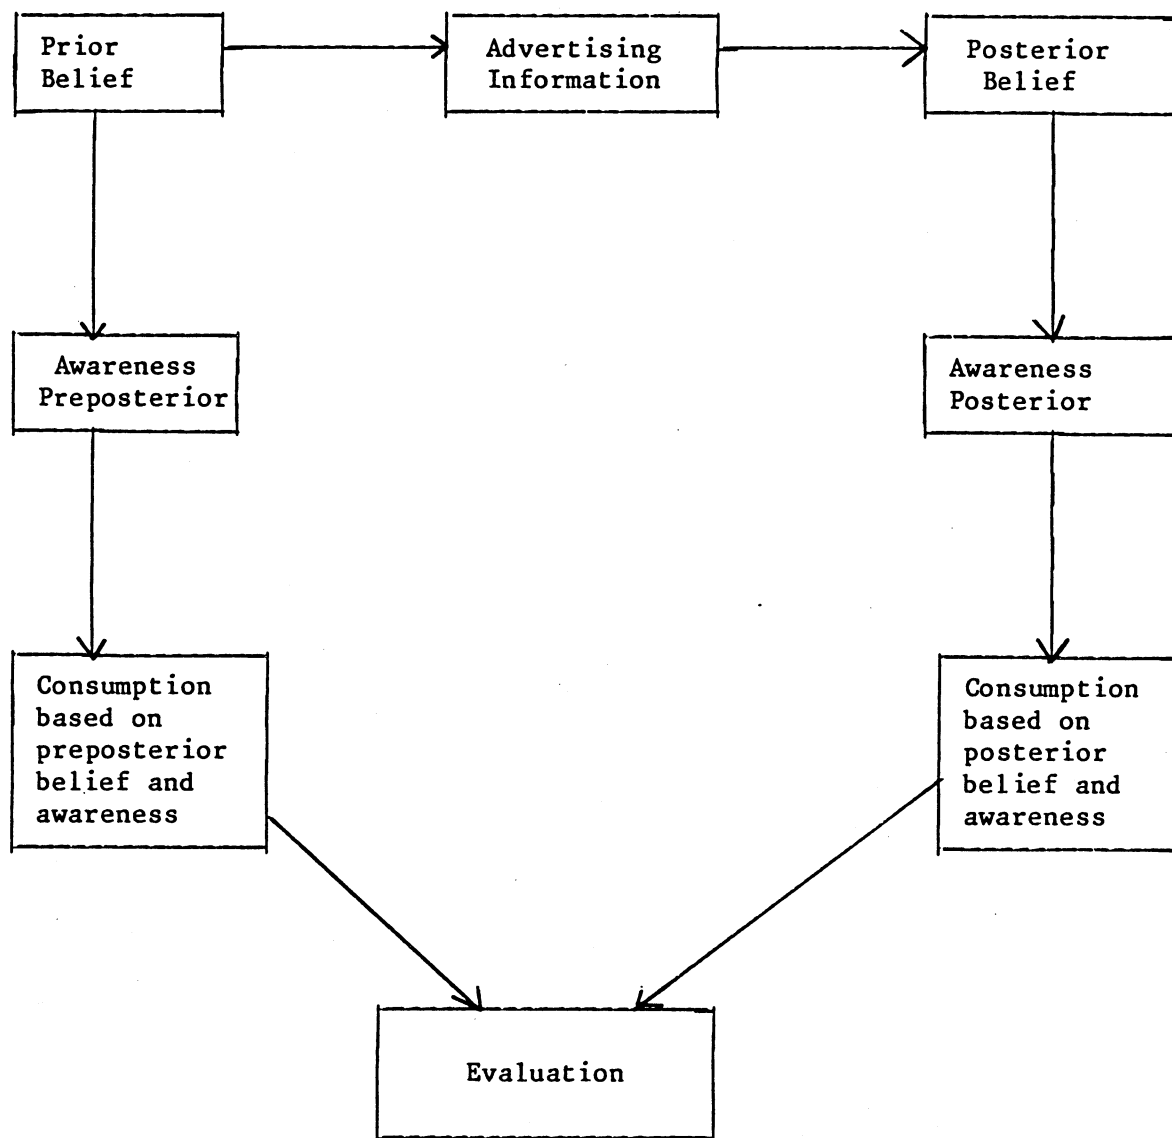 Prior
Belief
Advertising
Information
Posterior
Belief
Awareness
Preposterior
Awareness
Posterior
Consumption
based on
preposterior
belief and
awareness
Consumption
based on
posterior
belief and
awareness
Evaluation